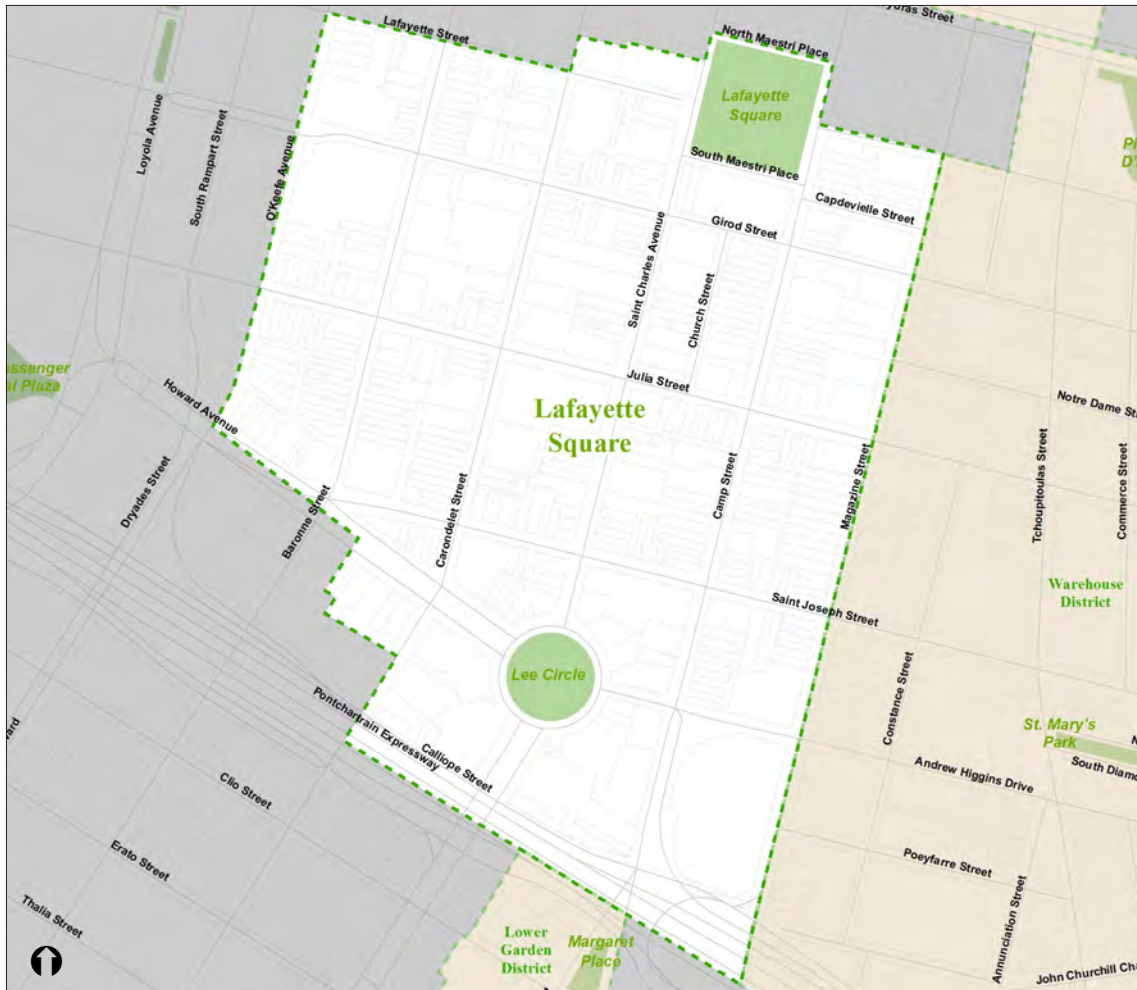 Lafayette Street
North Maestri Place
Lafayette
Square
South Maestri Place
Capdevielle Street
Girod Street
Loyola Avenue
South Rampart Street
O'Keefe Avenue
Saint Charles Avenue
Church Street
Julia Street
Howard Avenue
Lafayette
Square
Notre Dame
Dryades Street
Baronne Street
Carondelet Street
Camp Street
Magazine Street
Tchoupitoulas Street
Commerce Street
Warehouse
District
Saint Joseph Street
Lee Circle
Constance Street
St. Mary's
Park
South
Pontchartrain Expressway
Calliope Street
Andrew Higgins Drive
Clio Street
Erato Street
Thalia Street
Poeyfarre Street
Annunciation Street
Lower
Garden
District
Margaret
Place
John Churchill